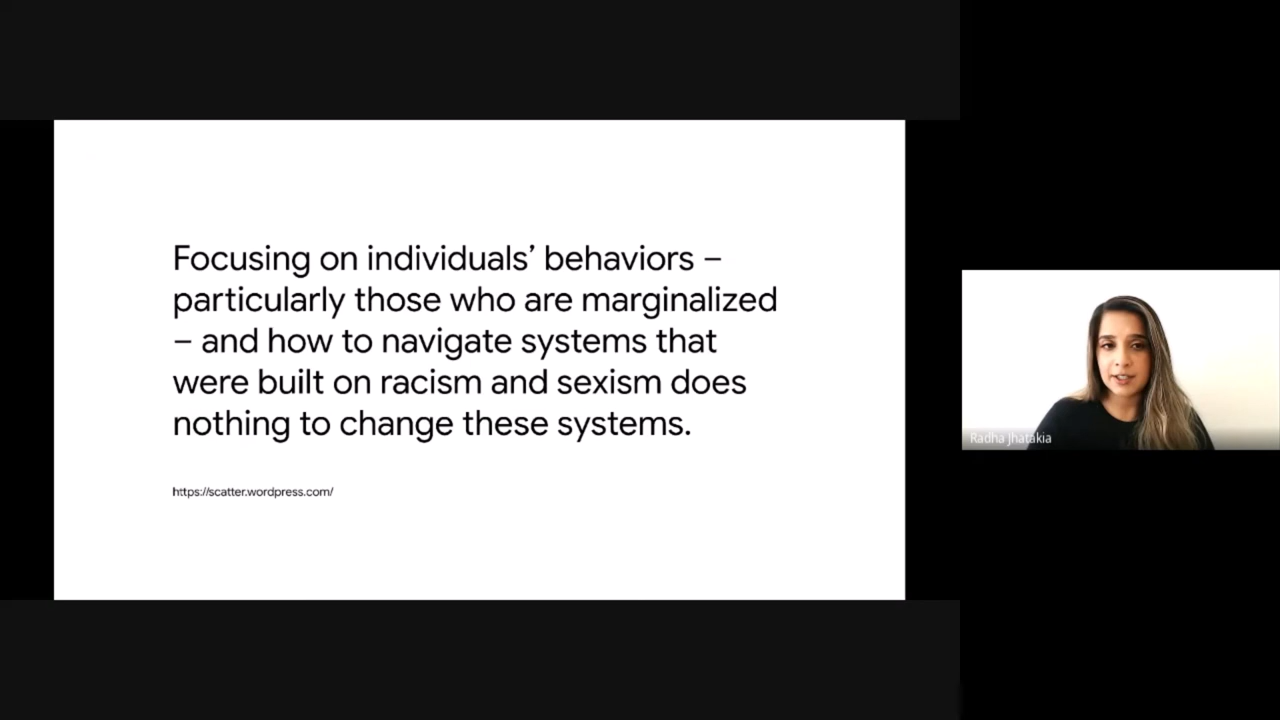 Focusing on individuals’ behaviors –
particularly those who are marginalized
– and how to navigate systems that
were built on racism and sexism does
nothing to change these systems.
https://scatter.wordpress.com/
Radha Jhatakia